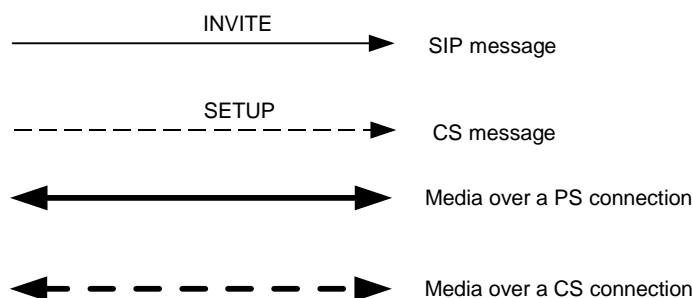 INVITE
SIP message
SETUP
CS message
Media over a PS connection
Media over a CS connection